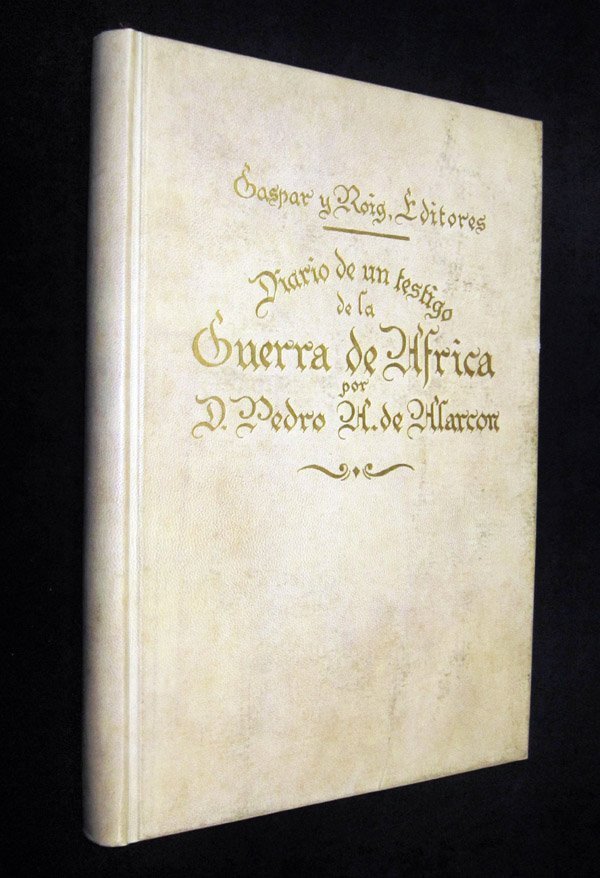 Gaspar y Roig, Editores
Diario de un testigo
de la
Guerra de Africa
por
D. Pedro A. de Alarcon